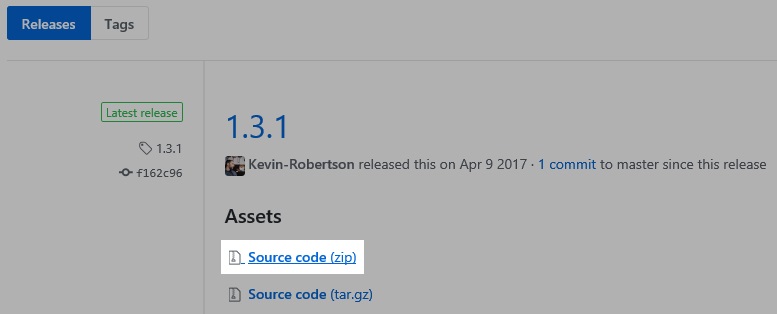 Releases Tags
Latest release
1.3.1
f162c96
1.3.1
Kevin-Robertson released this on Apr 9 2017 · 1 commit to master since this release
Assets
Source code (zip)
Source code (tar.gz)